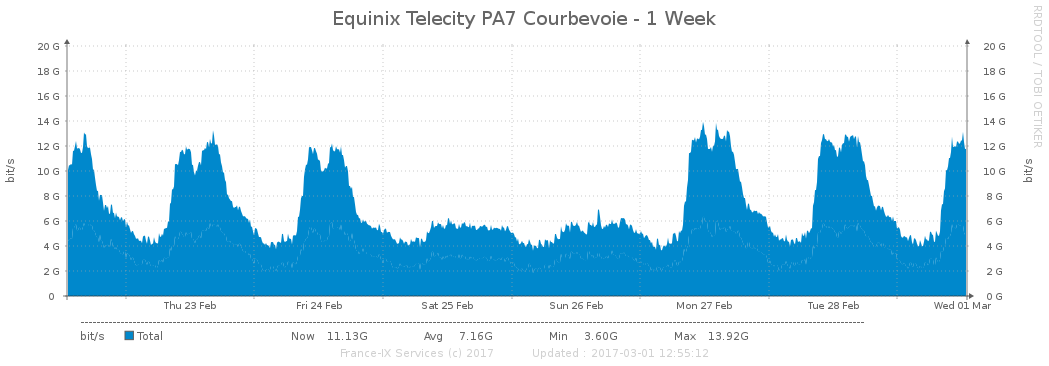 Equinix Telecity PA7 Courbevoie - 1 Week
RRDTOOL / TOBI OETIKER
20 G 20 G
18 G 18 G
16 G 16 G
14 G 14 G
12 G 12 G
10 G 10 G
8 G 8 G
6 G 6 G
4 G 4 G
2 G 2 G
0 0 G
bit/s
bit/s
Thu 23 Feb Fri 24 Feb Sat 25 Feb Sun 26 Feb Mon 27 Feb Tue 28 Feb Wed 01 Mar
bit/s Total Now 11.13G Avg 7.16G Min 3.60G Max 13.92G
France-IX Services (c) 2017 Updated : 2017-03-01 12:55:12